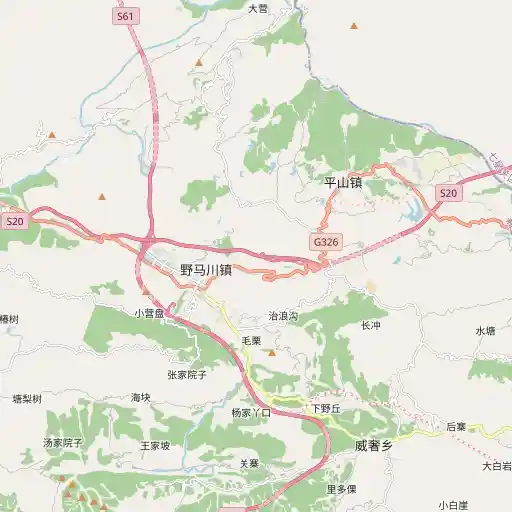 大营
S61
平山镇
S20
S20
G326
野马川镇
小营盘
治浪沟
长冲
椿树
水塘
毛栗
张家院子
塘梨树
海块
杨家丫口
下野丘
后寨
汤家院子
王家坡
威奢乡
关寨
大白岩
里多倮
小白崖